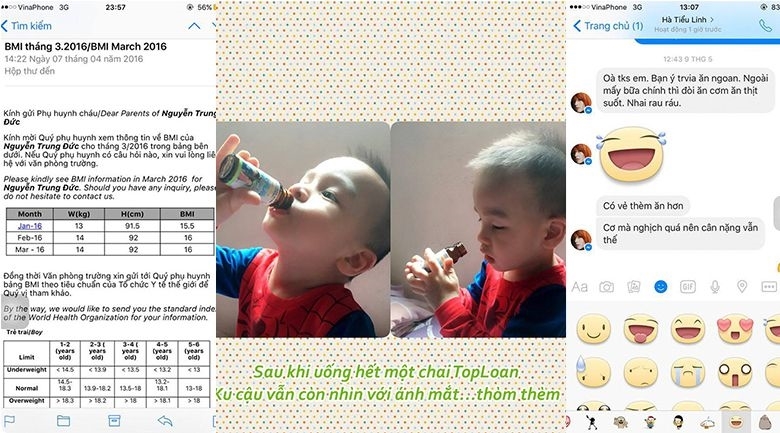 VinaPhone 3G 23:57 56%
Tìm kiếm
BMI tháng 3.2016/BMI March 2016
14:22 Ngày 07 tháng 04 năm 2016
Hộp thư đến
Kính gửi Phụ huynh cháu/Dear Parents of Nguyễn Trung
Đức
Kính mời Quý phụ huynh xem thông tin về BMI của
Nguyễn Trung Đức cho tháng 3/2016 trong bảng bên
dưới. Nếu Quý phụ huynh có câu hỏi nào, xin vui lòng liê
hệ với văn phòng trường.
Please kindly see BMI information in March 2016 for
Nguyễn Trung Đức. Should you have any inquiry, pleas
do not hesitate to contact us.
Month W(kg) H(cm) BMI
Jan-16 13 91.5 15.5
Feb-16 14 92 16
Mar - 16 14 92 16
Đồng thời Văn phòng trường xin gửi tới Quý phụ huynh
bảng BMI theo tiêu chuẩn của Tổ chức Y tế thế giới để
Quý vị tham khảo.
By the way, we would like to send you the standard inde
of the World Health Organization for your information.
Trẻ trai/Boy
Limit 1-2 (years old) 2-3 ( years old) 3-4 ( years old) 4-5 (years old) 5-6 (years old)
Underweight < 14.5 < 13.9 < 13.5 < 13.2 < 13
Normal 14.5-18.3 13.9-18.2 13.5-18 13.2-18.1 13-18
Overweight > 18.3 > 18.2 > 18 > 18.1 > 18
Sau khi uống hết một chai TopLoan
Ku cậu vẫn còn nhìn với ánh mắt...thòm thèm
VinaPhone 3G 13:07 83
Trang chủ (1) Hà Tiểu Linh >
Hoạt động 1 giờ trước
12:43 9 THG 5
Oà tks em. Bạn ý trvia ăn ngoan. Ngoài
mấy bữa chính thì đòi ăn cơm ăn thịt
suốt. Nhai rau ráu.
Có vẻ thèm ăn hơn
Cơ mà nghịch quá nên cân nặng vẫn
thế
Aa GIF